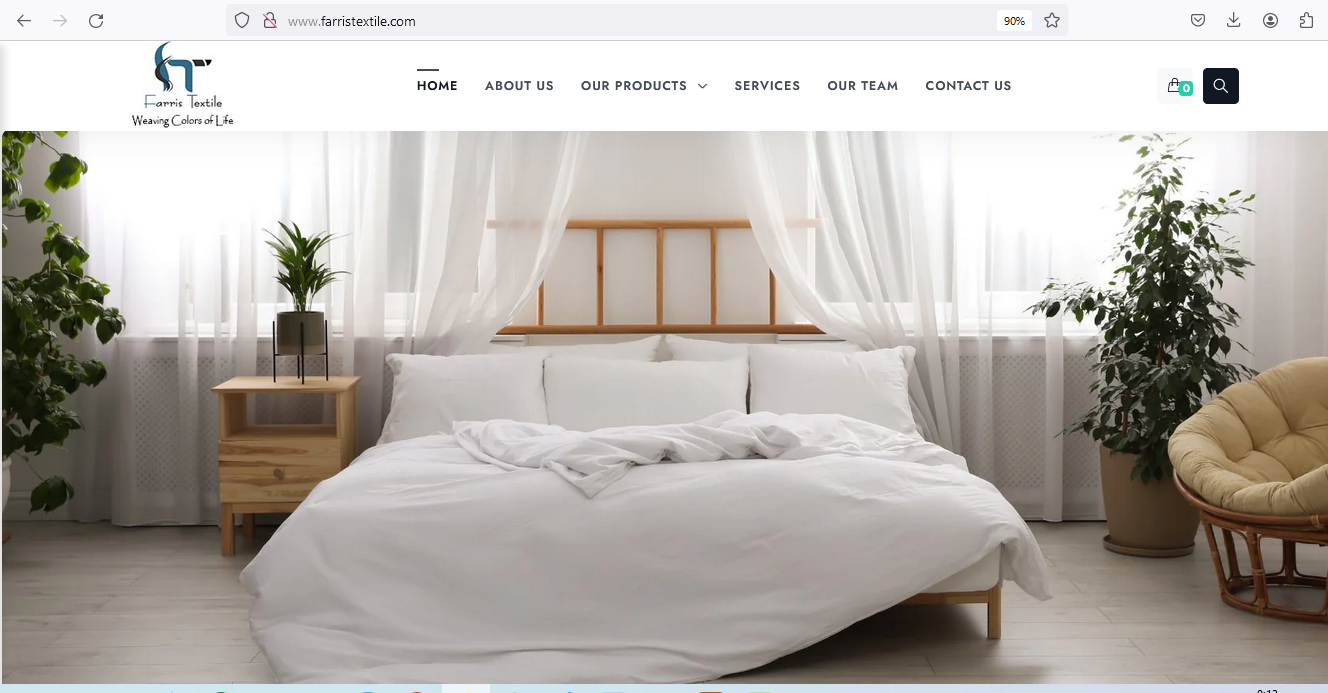 www.farristextile.com
90%
Farris Textile
Weaving Colors of Life
HOME
ABOUT US
OUR PRODUCTS
SERVICES
OUR TEAM
CONTACT US
0